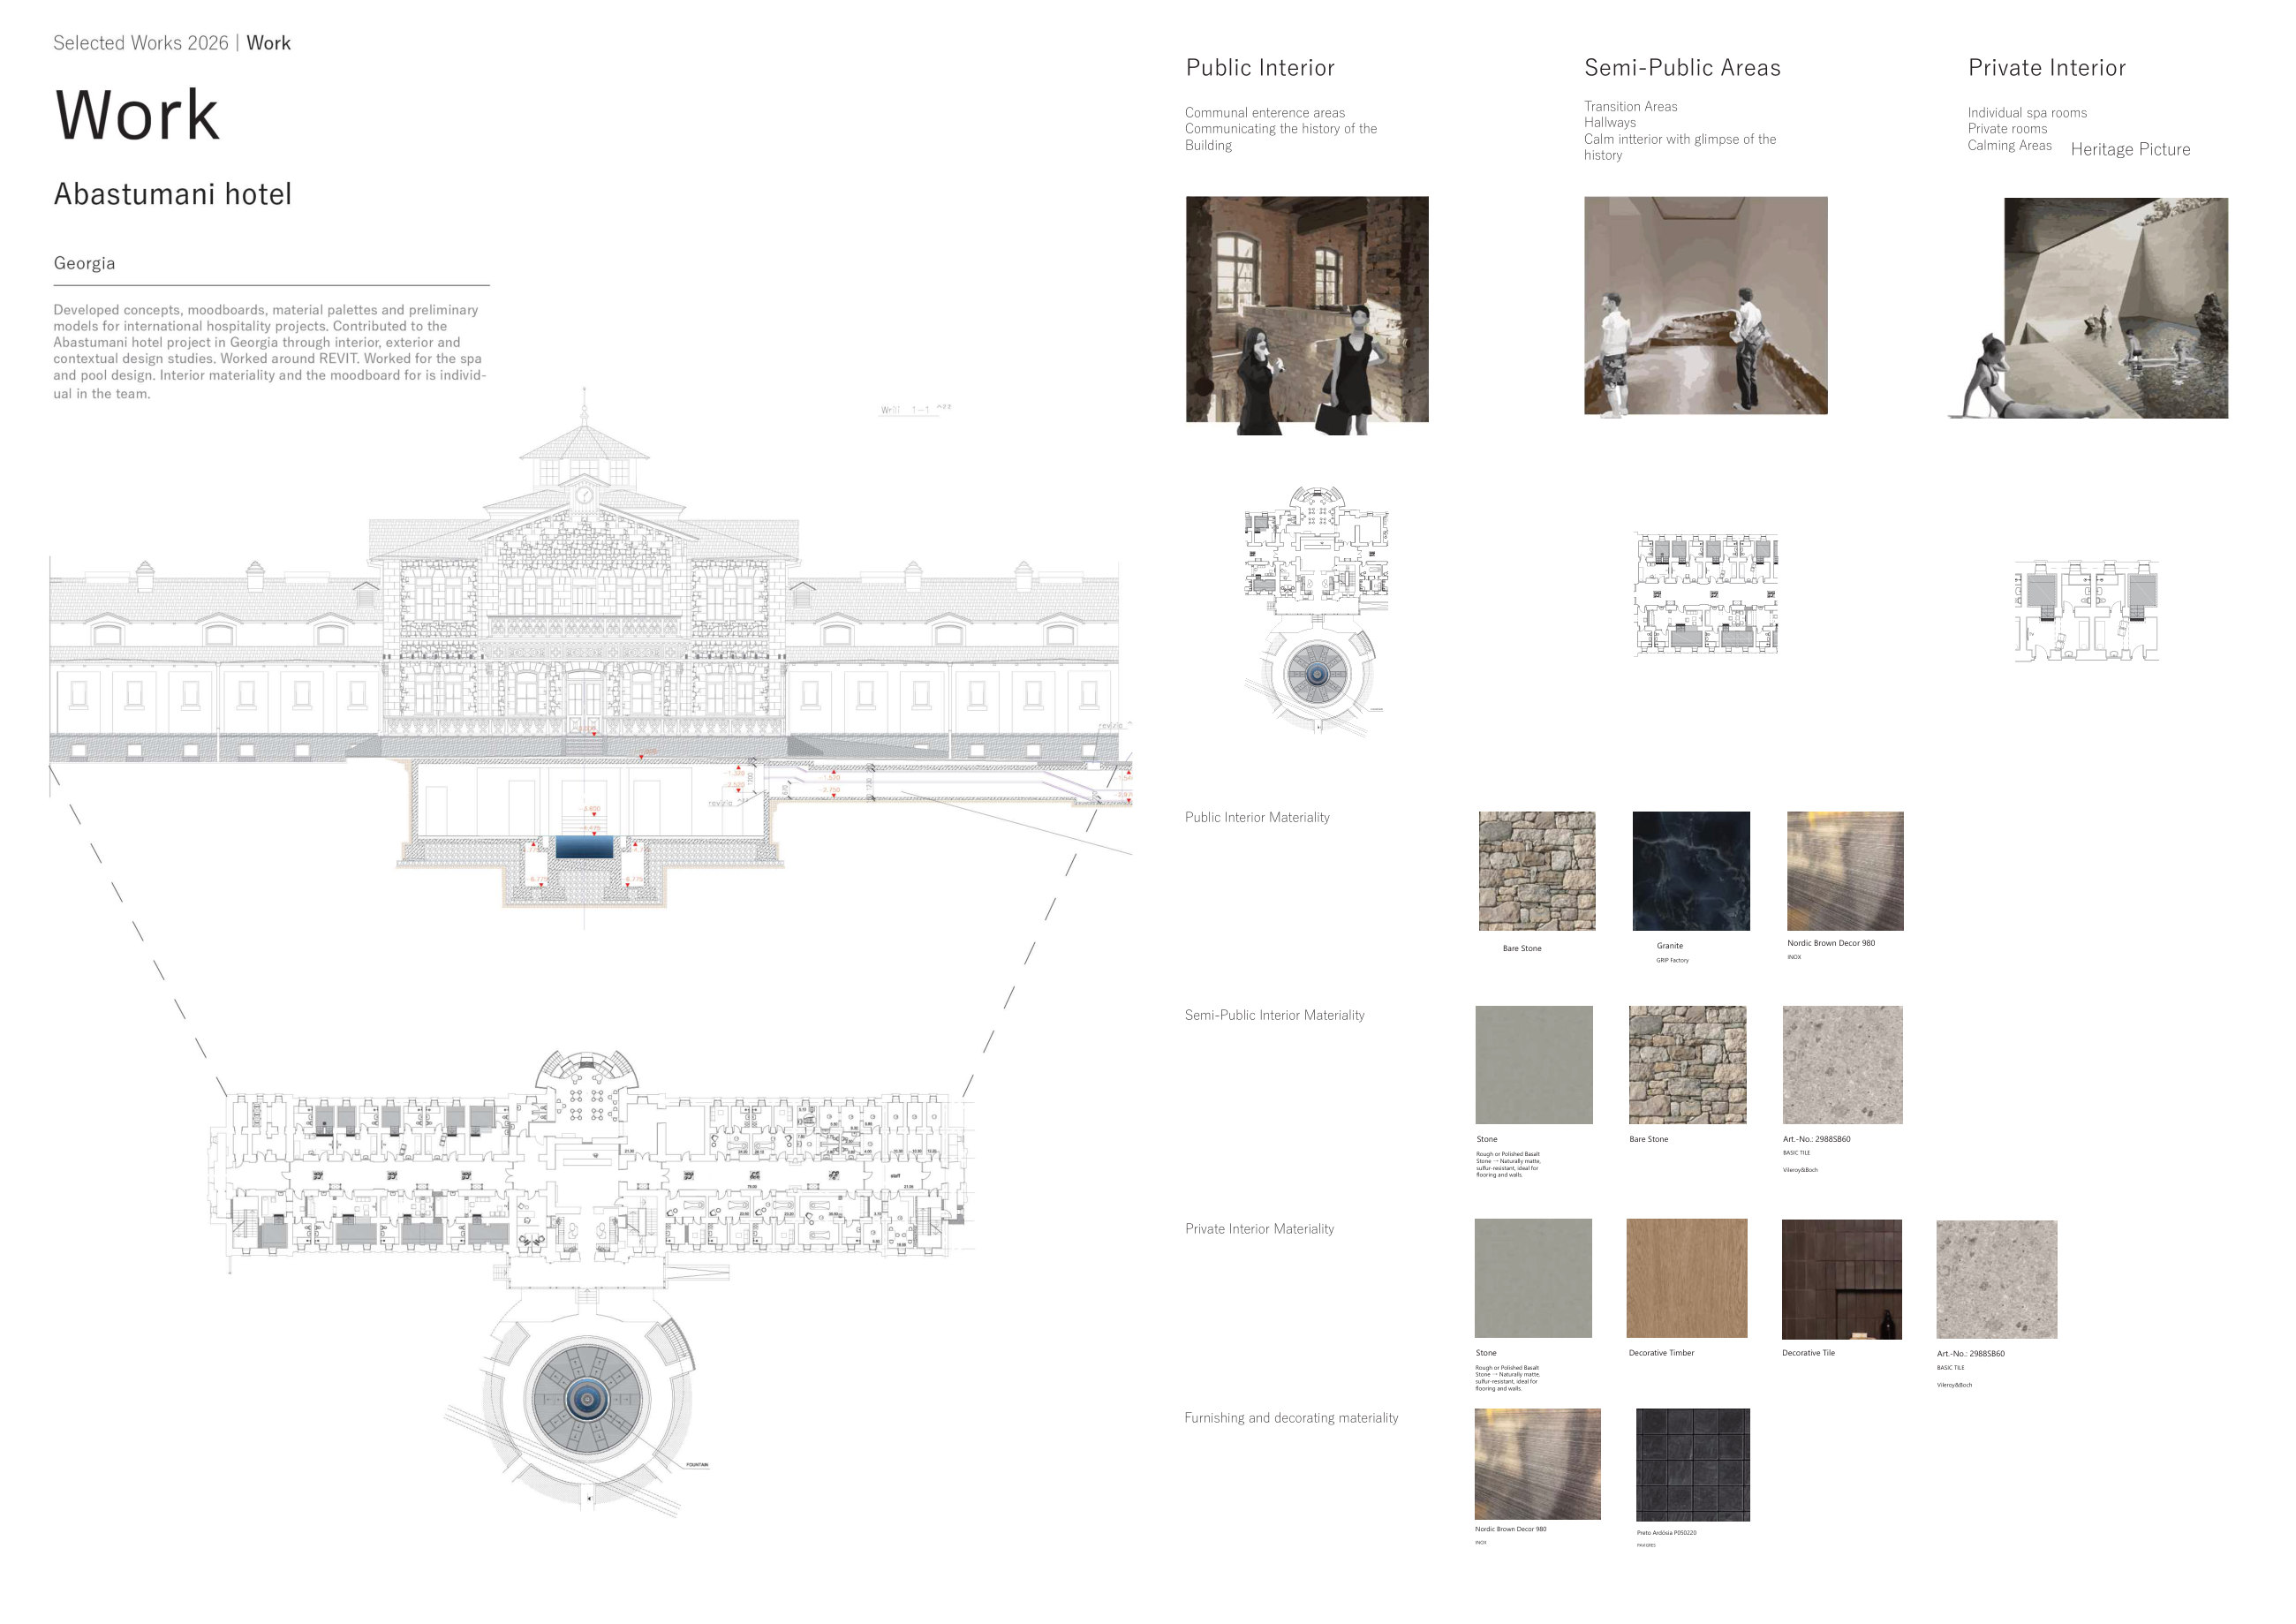 Selected Works 2026 | Work
Work
Abastumani hotel
Georgia
Developed concepts, moodboards, material palettes and preliminary
models for international hospitality projects. Contributed to the
Abastumani hotel project in Georgia through interior, exterior and
contextual design studies. Worked around REVIT. Worked for the spa
and pool design. Interior materiality and the moodboard for is individ-
ual in the team.
FOUNTAIN
Public Interior
Communal enterence areas
Communicating the history of the
Building
Semi-Public Areas
Transition Areas
Hallways
Calm intterior with glimpse of the
history
Private Interior
Individual spa rooms
Private rooms
Calming Areas
Heritage Picture
Public Interior Materiality
Bare Stone
Granite
GRIP Factory
Nordic Brown Decor 980
INOX
Semi-Public Interior Materiality
Stone
Rough or Polished Basalt
Stone → Naturally matte,
sulfur-resistant, ideal for
flooring and walls.
Bare Stone
Art.-No.: 2988SB60
BASIC TILE
Vileroy&Boch
Private Interior Materiality
Stone
Rough or Polished Basalt
Stone → Naturally matte,
sulfur-resistant, ideal for
flooring and walls.
Decorative Timber
Decorative Tile
Art.-No.: 2988SB60
BASIC TILE
Vileroy&Boch
Furnishing and decorating materiality
Nordic Brown Decor 980
INOX
Preto Ardósia P050220